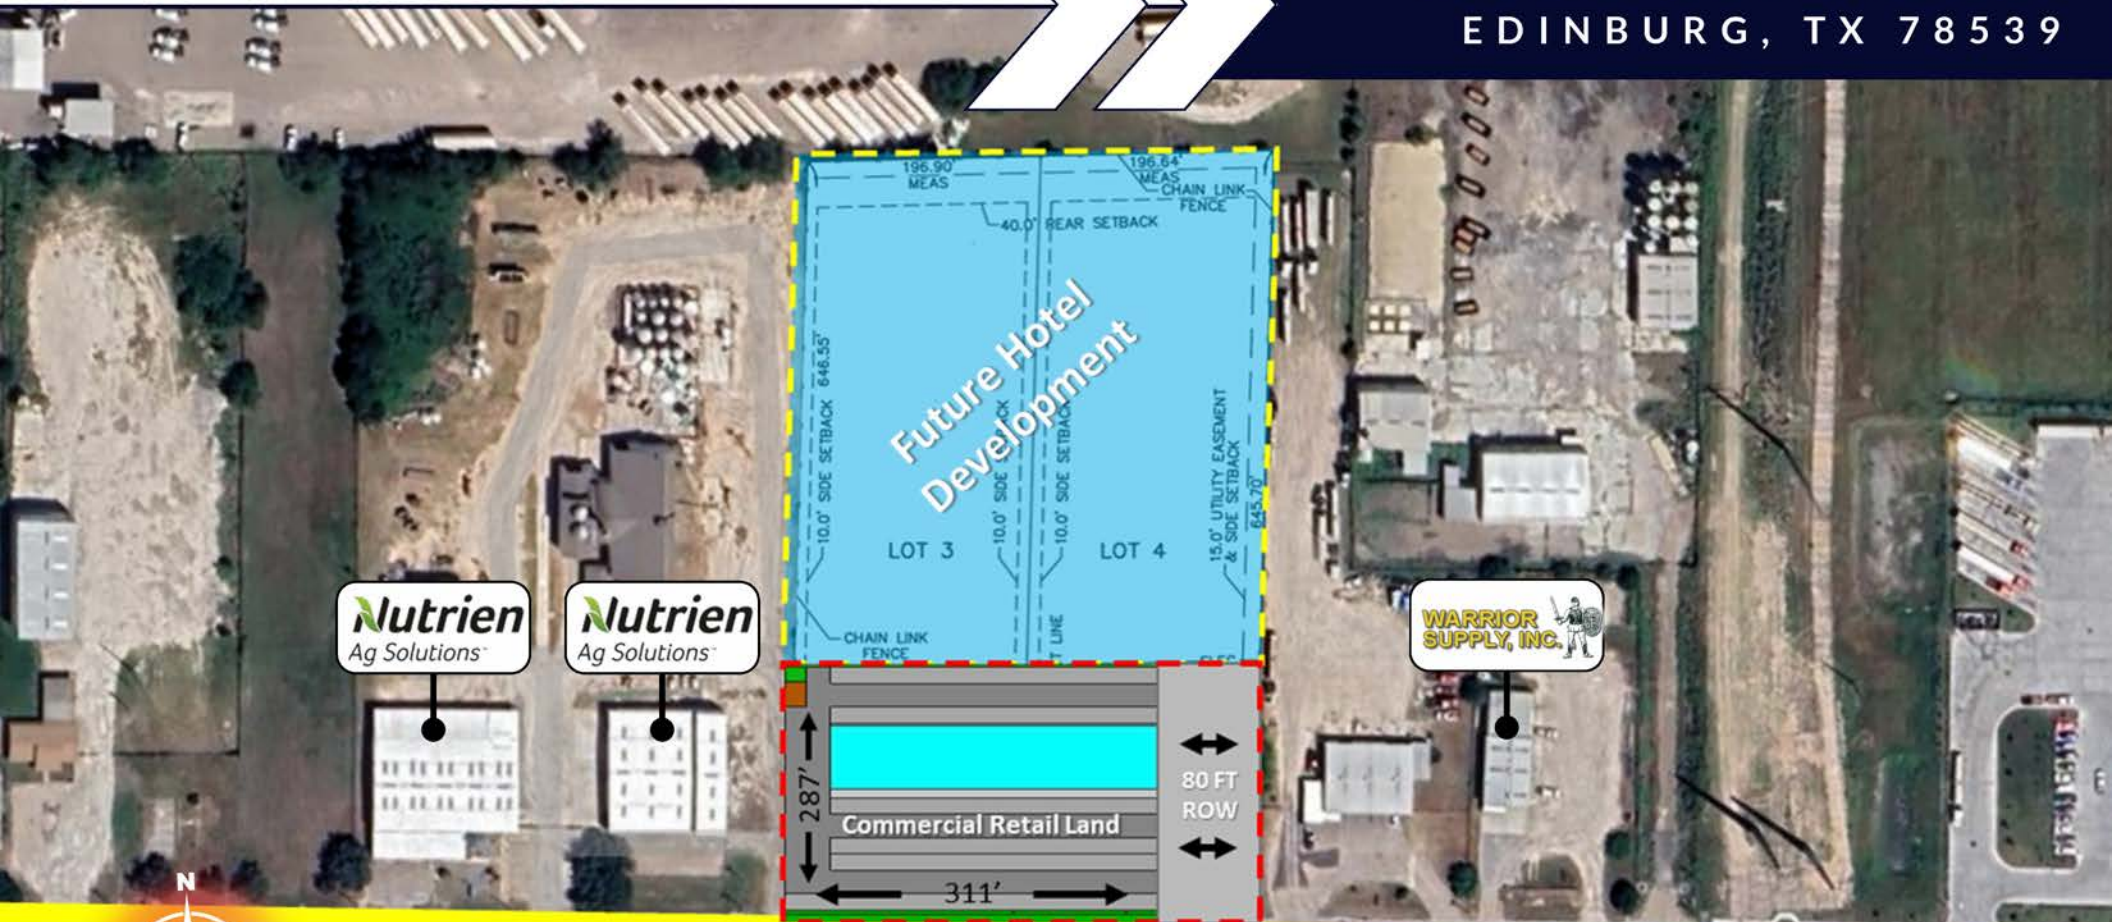 EDINBURG, TX 78539
196.90'
MEAS
196.64'
MEAS
CHAIN LINK
FENCE
40.0' REAR SETBACK
Future Hotel
Development
10.0' SIDE SETBACK 646.55'
10.0' SIDE SETBACK
10.0' SIDE SETBACK
15.0' UTILITY EASEMENT
& SIDE SETBACK
645.70'
LOT 3
LOT 4
CHAIN LINK
FENCE
LINE
Nutrien
Ag Solutions
Nutrien
Ag Solutions
WARRIOR
SUPPLY, INC.
287'
80 FT
ROW
Commercial Retail Land
311'
N